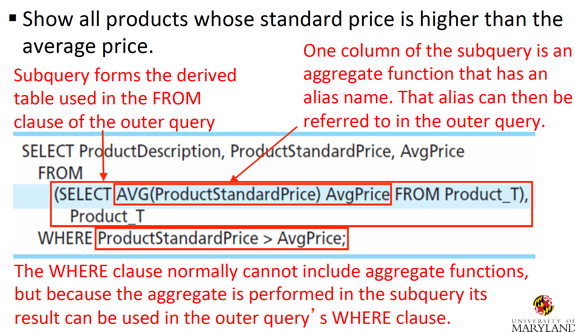 ▪ Show all products whose standard price is higher than the
average price.
Subquery forms the derived
table used in the FROM
clause of the outer query
One column of the subquery is an
aggregate function that has an
alias name. That alias can then be
referred to in the outer query.
SELECT ProductDescription, ProductStandardPrice, AvgPrice
FROM
(SELECT AVG(ProductStandardPrice) AvgPrice FROM Product_T),
Product_T
WHERE ProductStandardPrice > AvgPrice;
The WHERE clause normally cannot include aggregate functions,
but because the aggregate is performed in the subquery its
result can be used in the outer query's WHERE clause.
UNIVERSITY OF
MARYLAND